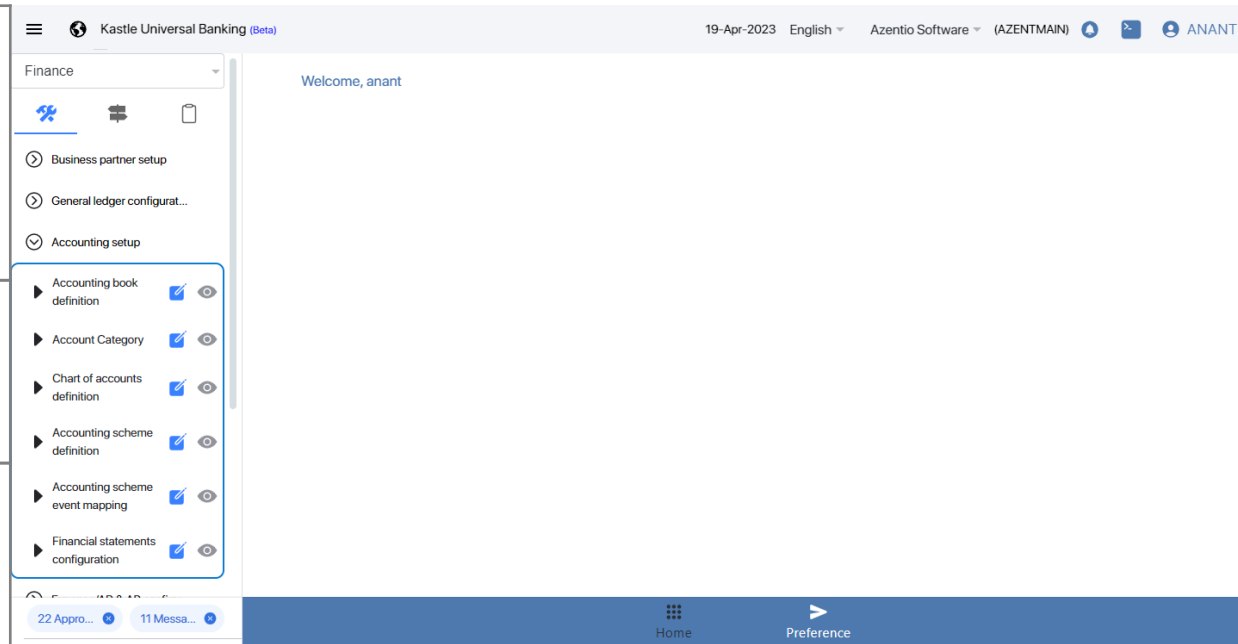 Kastle Universal Banking (Beta)
19-Apr-2023 English Azentio Software (AZENTMAIN) ANANT
Finance
Welcome, anant
Business partner setup
General ledger configurat...
Accounting setup
Accounting book
definition
Account Category
Chart of accounts
definition
Accounting scheme
definition
Accounting scheme
event mapping
Financial statements
configuration
22 Appro... 11 Messa...
Home Preference